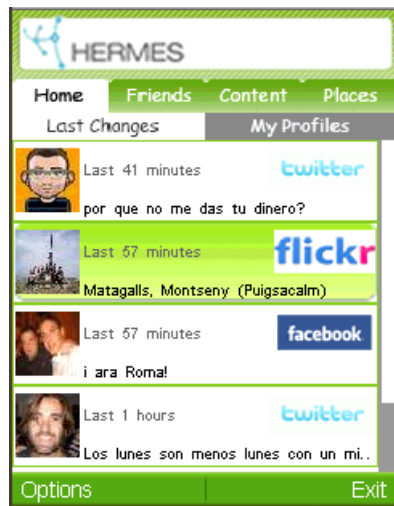 HERMES
Home Friends Content Places
Last Changes My Profiles
Last 41 minutes twitter
por que no me das tu dinero?
Last 57 minutes flickr
Matagalls, Montseny (Puigsacalm)
Last 57 minutes facebook
i ara Roma!
Last 1 hours twitter
Los lunes son menos lunes con un mi..
Options Exit